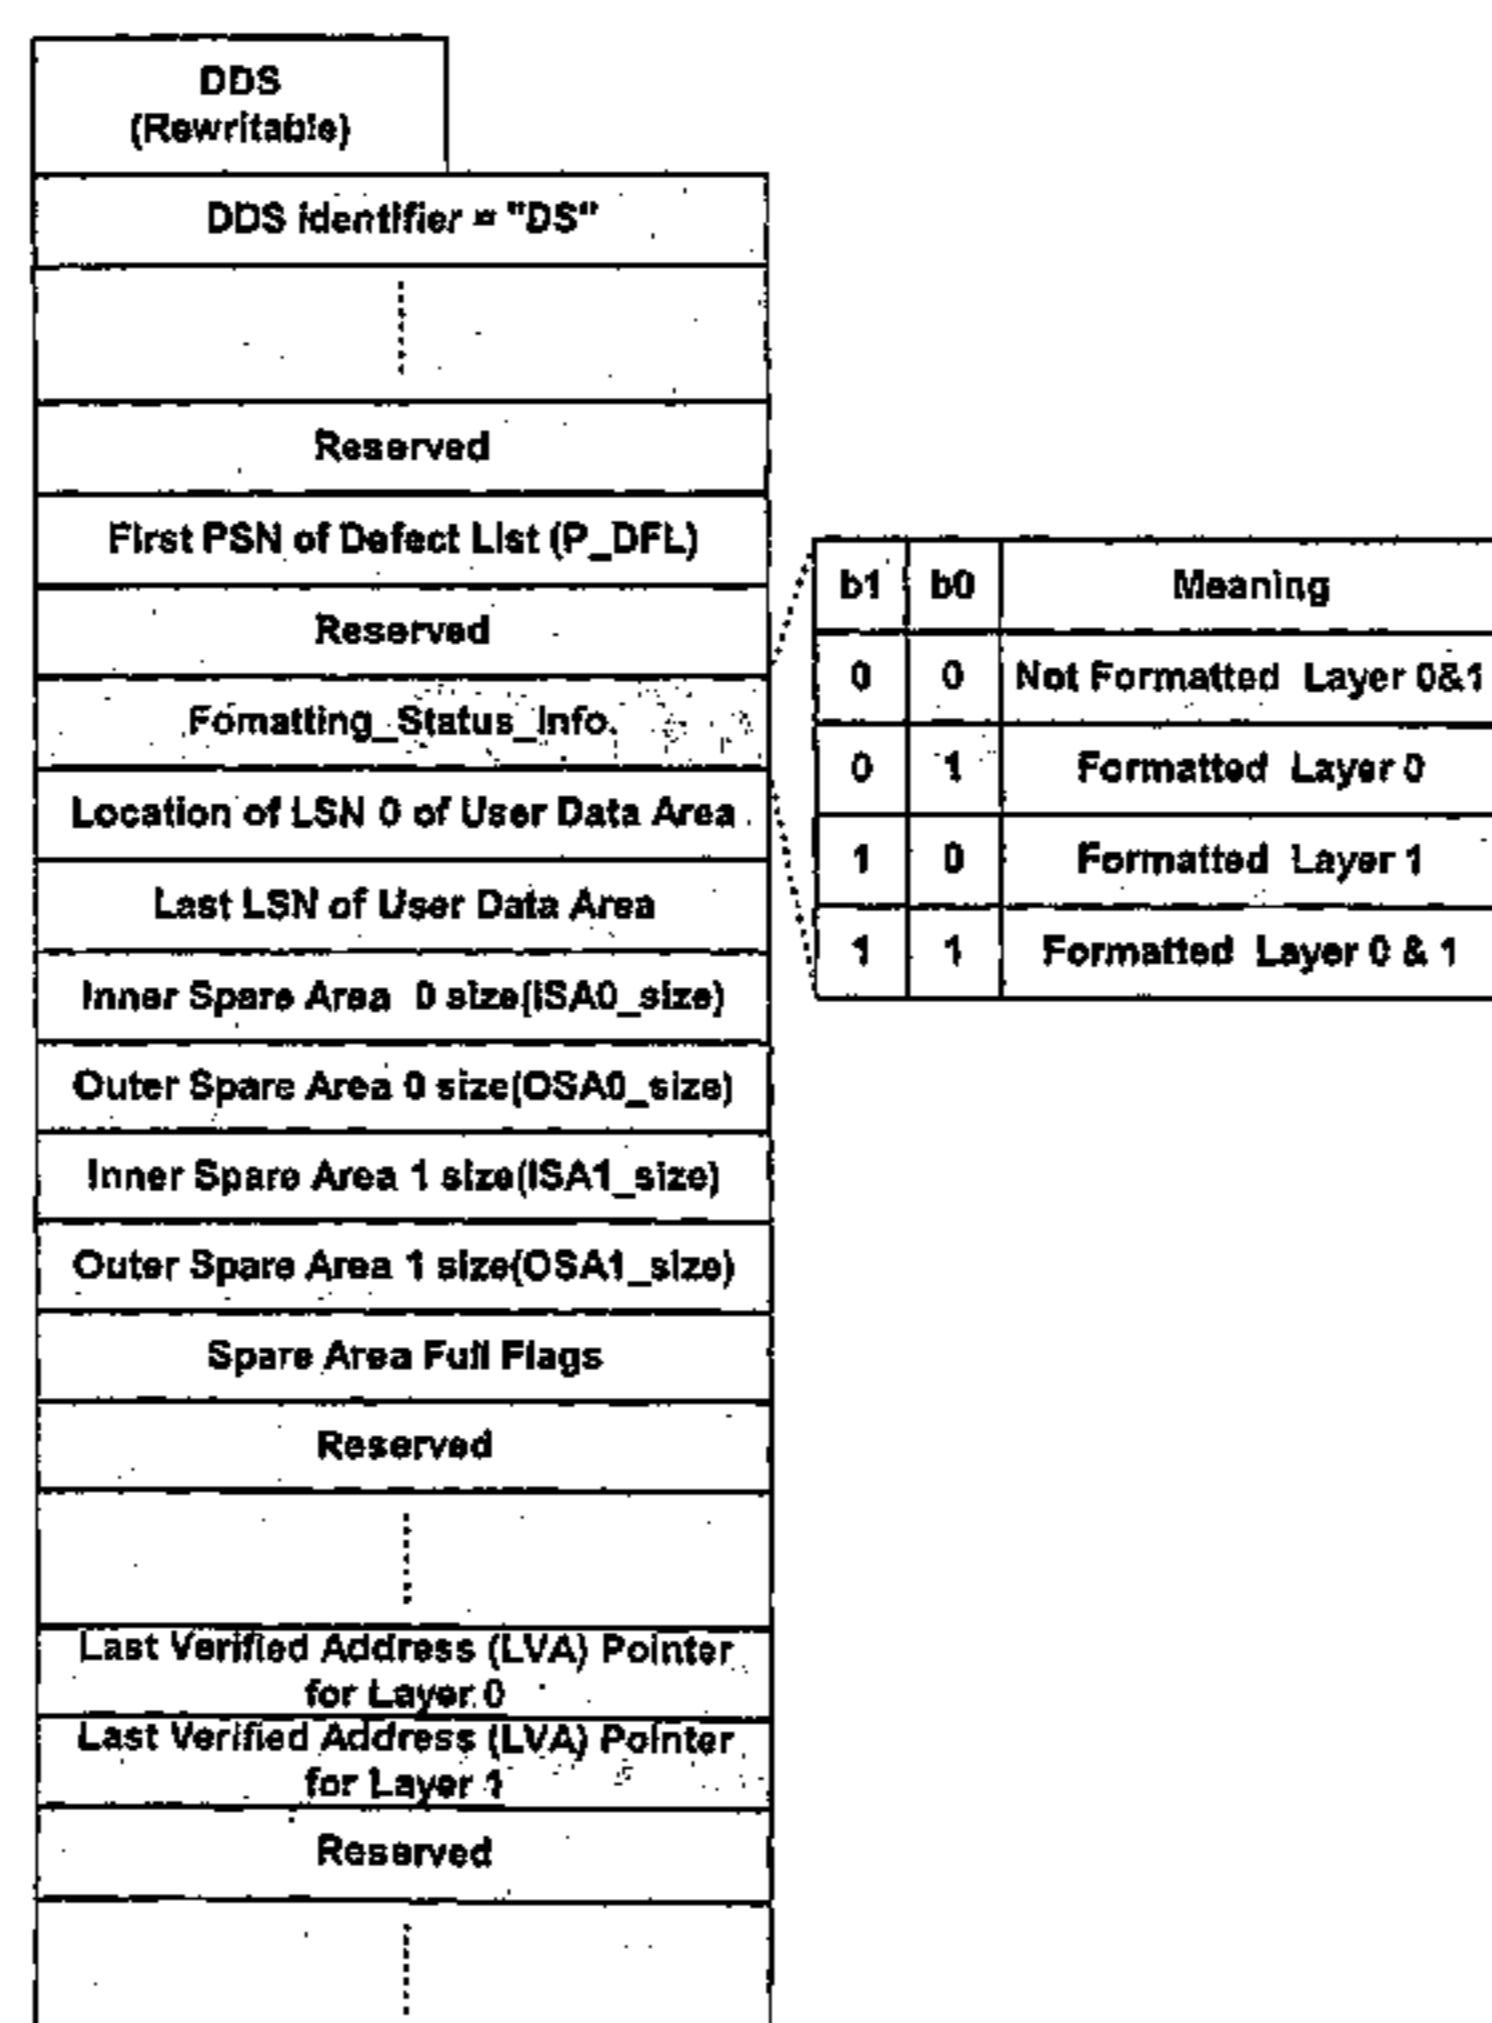 DDS
(Rewritable)
DDS identifier = "DS"
Reserved
First PSN of Defect List (P_DFL)
Reserved
Fomatting_Status_Info.
Location of LSN 0 of User Data Area
Last LSN of User Data Area
Inner Spare Area 0 size(ISA0_size)
Outer Spare Area 0 size(OSA0_size)
Inner Spare Area 1 size(ISA1_size)
Outer Spare Area 1 size(OSA1_size)
Spare Area Full Flags
Reserved
Last Verified Address (LVA) Pointer
for Layer 0
Last Verified Address (LVA) Pointer
for Layer 1
Reserved
b1 b0 Meaning
0 0 Not Formatted Layer 0&1
0 1 Formatted Layer 0
1 0 Formatted Layer 1
1 1 Formatted Layer 0 & 1